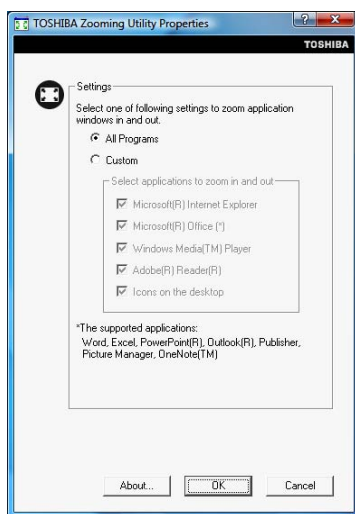 TOSHIBA Zooming Utility Properties
TOSHIBA
Settings
Select one of following settings to zoom application
windows in and out.
All Programs
Custom
Select applications to zoom in and out
Microsoft(R) Internet Explorer
Microsoft(R) Office (*)
Windows Media(TM) Player
Adobe(R) Reader(R)
Icons on the desktop
*The supported applications:
Word, Excel, PowerPoint(R), Outlook(R), Publisher,
Picture Manager, OneNote(TM)
About... OK Cancel